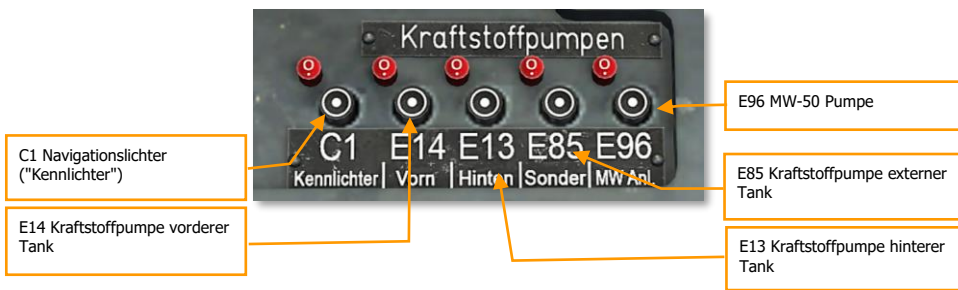 Kraftstoffpumpen
C1 E14 E13 E85 E96
Kennlichter Vorn Hinten Sonder MW Anl.
C1 Navigationslichter
("Kennlichter")
E14 Kraftstoffpumpe vorderer
Tank
E96 MW-50 Pumpe
E85 Kraftstoffpumpe externer
Tank
E13 Kraftstoffpumpe hinterer
Tank